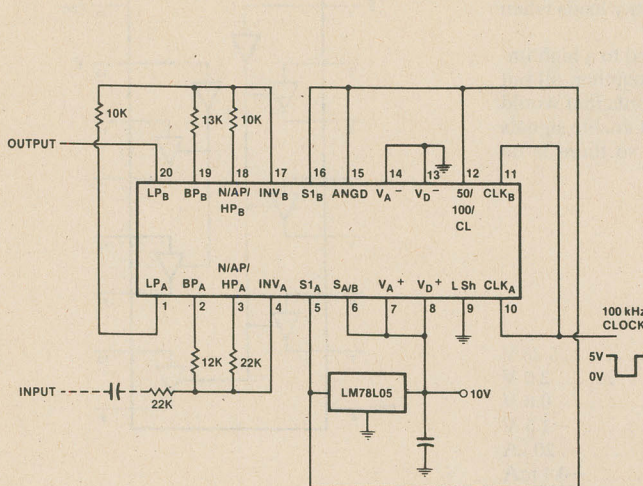 10K
13K
10K
OUTPUT
20 19 18 17 16 15 14 13 12 11
LPB BPB N/AP/ INVB S1B ANGD VA− VD− 50/ CLKB
HPB 100/
CL
N/AP/
LPA BPA HPA INVA S1A SA/B VA+ VD+ LSh CLKA
1 2 3 4 5 6 7 8 9 10
100 kHz
CLOCK
5V
0V
12K
22K
INPUT
22K
LM78L05
10V